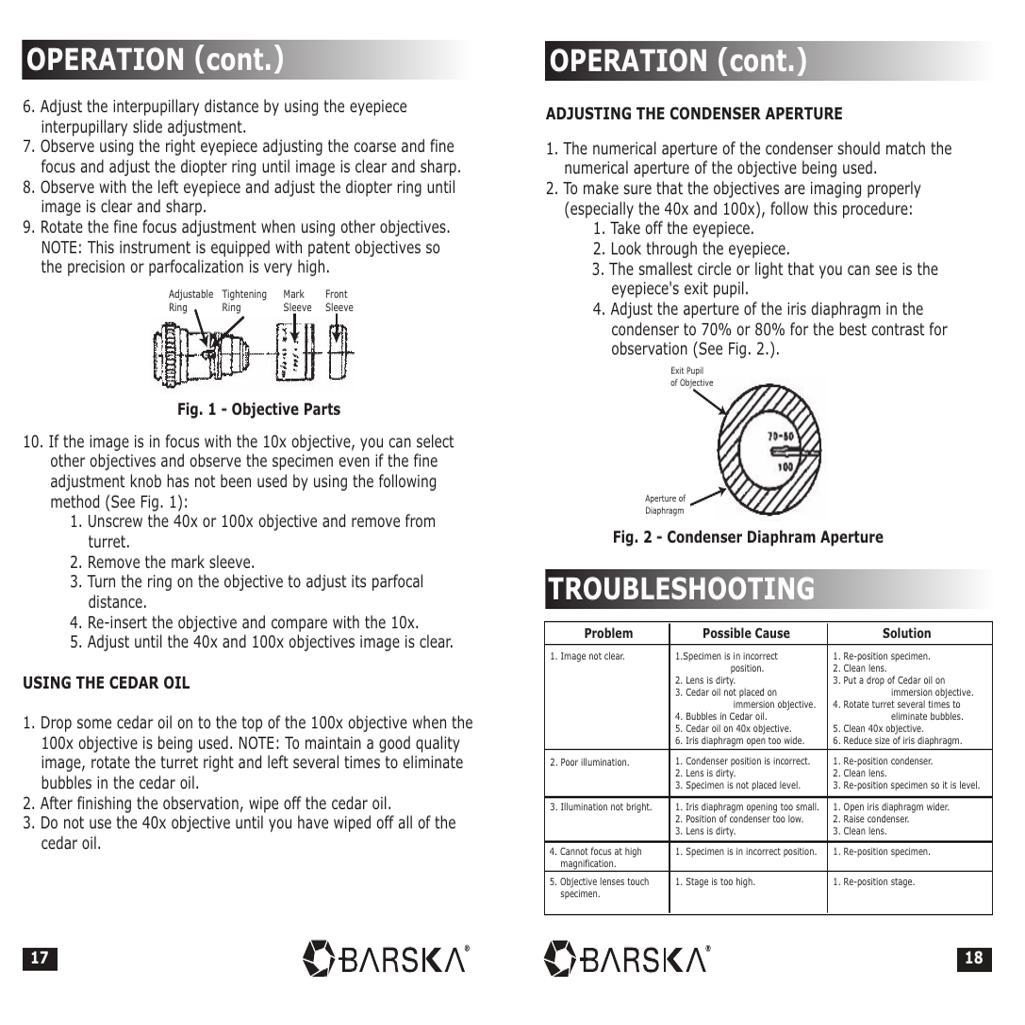 OPERATION (cont.)
6. Adjust the interpupillary distance by using the eyepiece
interpupillary slide adjustment.
7. Observe using the right eyepiece adjusting the coarse and fine
focus and adjust the diopter ring until image is clear and sharp.
8. Observe with the left eyepiece and adjust the diopter ring until
image is clear and sharp.
9. Rotate the fine focus adjustment when using other objectives.
NOTE: This instrument is equipped with patent objectives so
the precision or parfocalization is very high.
Adjustable Tightening Mark Front
Ring Ring Sleeve Sleeve
Fig. 1 - Objective Parts
10. If the image is in focus with the 10x objective, you can select
other objectives and observe the specimen even if the fine
adjustment knob has not been used by using the following
method (See Fig. 1):
1. Unscrew the 40x or 100x objective and remove from
turret.
2. Remove the mark sleeve.
3. Turn the ring on the objective to adjust its parfocal
distance.
4. Re-insert the objective and compare with the 10x.
5. Adjust until the 40x and 100x objectives image is clear.
USING THE CEDAR OIL
1. Drop some cedar oil on to the top of the 100x objective when the
100x objective is being used. NOTE: To maintain a good quality
image, rotate the turret right and left several times to eliminate
bubbles in the cedar oil.
2. After finishing the observation, wipe off the cedar oil.
3. Do not use the 40x objective until you have wiped off all of the
cedar oil.
17
BARSKA®
OPERATION (cont.)
ADJUSTING THE CONDENSER APERTURE
1. The numerical aperture of the condenser should match the
numerical aperture of the objective being used.
2. To make sure that the objectives are imaging properly
(especially the 40x and 100x), follow this procedure:
1. Take off the eyepiece.
2. Look through the eyepiece.
3. The smallest circle or light that you can see is the
eyepiece's exit pupil.
4. Adjust the aperture of the iris diaphragm in the
condenser to 70% or 80% for the best contrast for
observation (See Fig. 2.).
Exit Pupil
of Objective
70-80
100
Aperture of
Diaphragm
Fig. 2 - Condenser Diaphram Aperture
TROUBLESHOOTING
Problem Possible Cause Solution
1. Image not clear.
1.Specimen is in incorrect
position.
2. Lens is dirty.
3. Cedar oil not placed on
immersion objective.
4. Bubbles in Cedar oil.
5. Cedar oil on 40x objective.
6. Iris diaphragm open too wide.
1. Re-position specimen.
2. Clean lens.
3. Put a drop of Cedar oil on
immersion objective.
4. Rotate turret several times to
eliminate bubbles.
5. Clean 40x objective.
6. Reduce size of iris diaphragm.
2. Poor illumination.
1. Condenser position is incorrect.
2. Lens is dirty.
3. Specimen is not placed level.
1. Re-position condenser.
2. Clean lens.
3. Re-position specimen so it is level.
3. Illumination not bright.
1. Iris diaphragm opening too small.
2. Position of condenser too low.
3. Lens is dirty.
1. Open iris diaphragm wider.
2. Raise condenser.
3. Clean lens.
4. Cannot focus at high
magnification.
1. Specimen is in incorrect position.
1. Re-position specimen.
5. Objective lenses touch
specimen.
1. Stage is too high.
1. Re-position stage.
BARSKA®
18